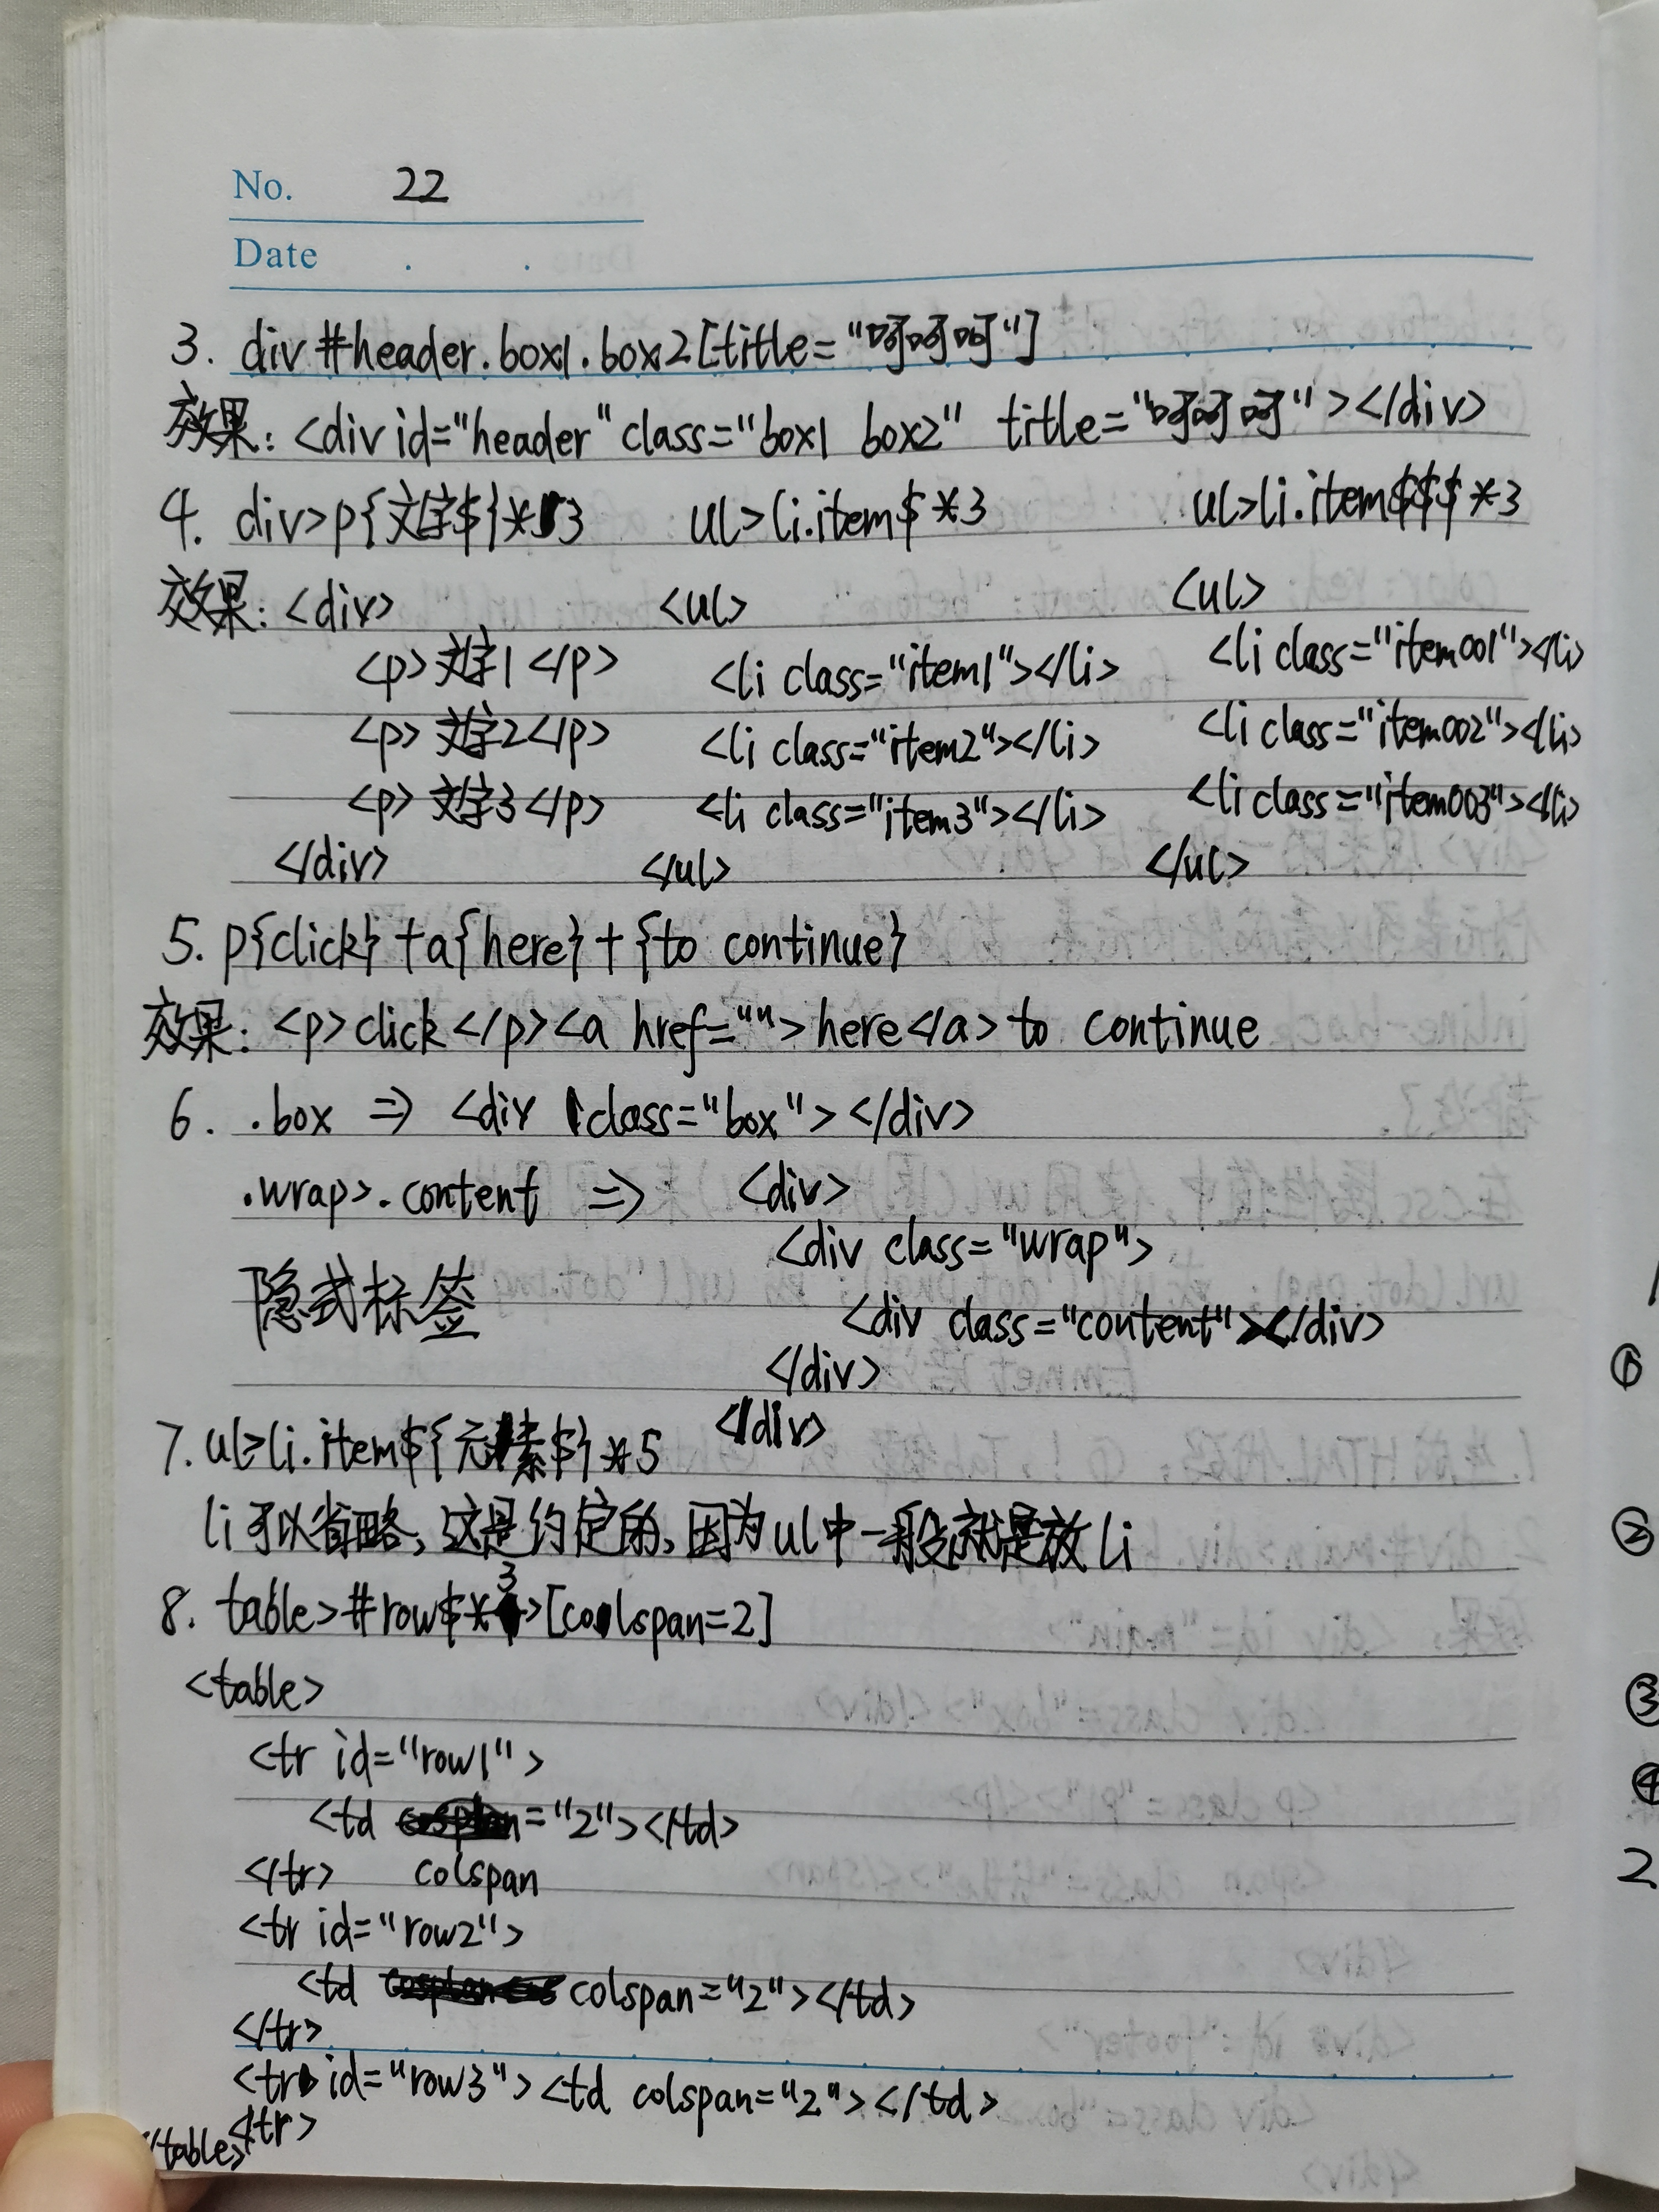 No. 22
Date . .
3. div#header.box1.box2[title="呵呵呵"]
效果: <div id="header" class="box1 box2" title="呵呵呵"></div>
4. div>p{文字$}*3 ul>li.item$*3 ul>li.item$$$*3
效果: <div> <ul> <ul>
<p>文字1</p> <li class="item1"></li> <li class="item001"></li>
<p>文字2</p> <li class="item2"></li> <li class="item002"></li>
<p>文字3</p> <li class="item3"></li> <li class="item003"></li>
</div> </ul> </ul>
5. p{click}+a{here}+{to continue}
效果: <p>click</p><a href="">here</a> to continue
6. .box => <div class="box"></div>
.wrap>.content => <div>
<div class="wrap">
隐式标签
<div class="content"></div>
</div>
</div>
7. ul>li.item${元素$}*5
li可以省略,这是约定的,因为ul中一般就是放li
8. table>#row$*3>[colspan=2]
<table>
<tr id="row1">
<td ="2"></td>
</tr> colspan
<tr id="row2">
<td colspan="2"></td>
</tr>
<tr id="row3"><td colspan="2"></td>
</tr>
/table>
①
②
③
④
2